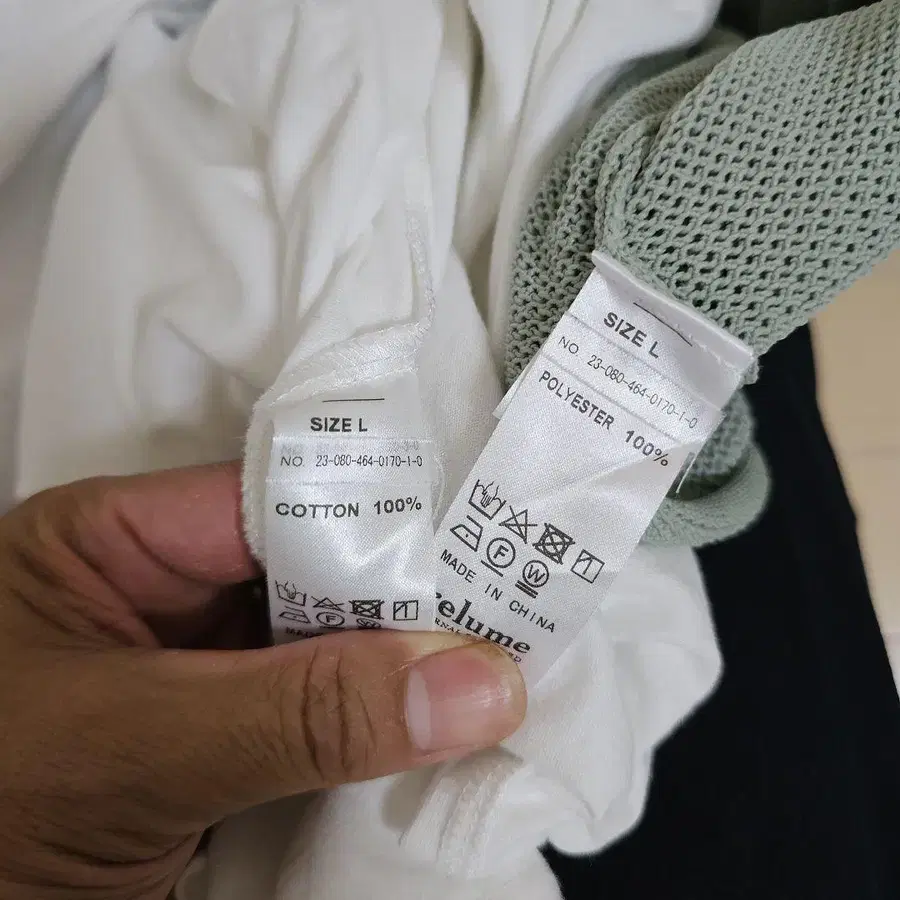 SIZE L
NO. 23-080-464-0170-1-0
COTTON 100%
SIZE L
NO. 23-080-464-0170-1-0
POLYESTER 100%
F
W
MADE IN CHINA
F